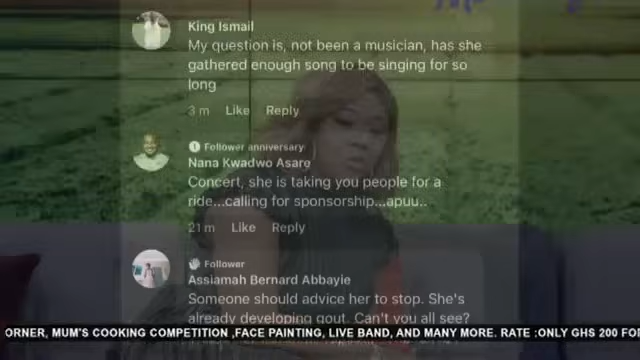 King Ismail
My question is, not been a musician, has she
gathered enough song to be singing for so
long
3 m Like Reply
Follower anniversary
Nana Kwadwo Asare
Concert, she is taking you people for a
ride...calling for sponsorship...apuu..
21 m Like Reply
Follower
Assiamah Bernard Abbayie
Someone should advice her to stop. She's
already developing gout. Can't you all see?
ORNER, MUM'S COOKING COMPETITION ,FACE PAINTING, LIVE BAND, AND MANY MORE. RATE :ONLY GHS 200 FO